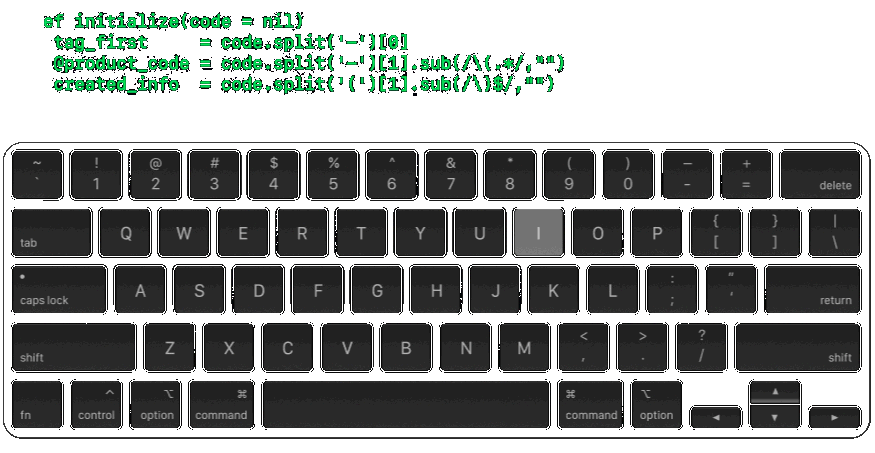 ef initialize(code = nil)
tag_first = code.split('-')[0]
@product_code = code.split('-')[1].sub(/\(.*/,"")
created_info = code.split('(')[1].sub(/\)$/,"")
~ ! @ # $ % ^ & * ( ) — +
` 1 2 3 4 5 6 7 8 9 0 - = delete
tab Q W E R T Y U I O P { [ } ] | \
caps lock A S D F G H J K L : ; " ' return
shift Z X C V B N M < , > . ? / shift
fn ^ control ⌥ option ⌘ command ⌘ command ⌥ option ◀ ▲ ▼ ▶